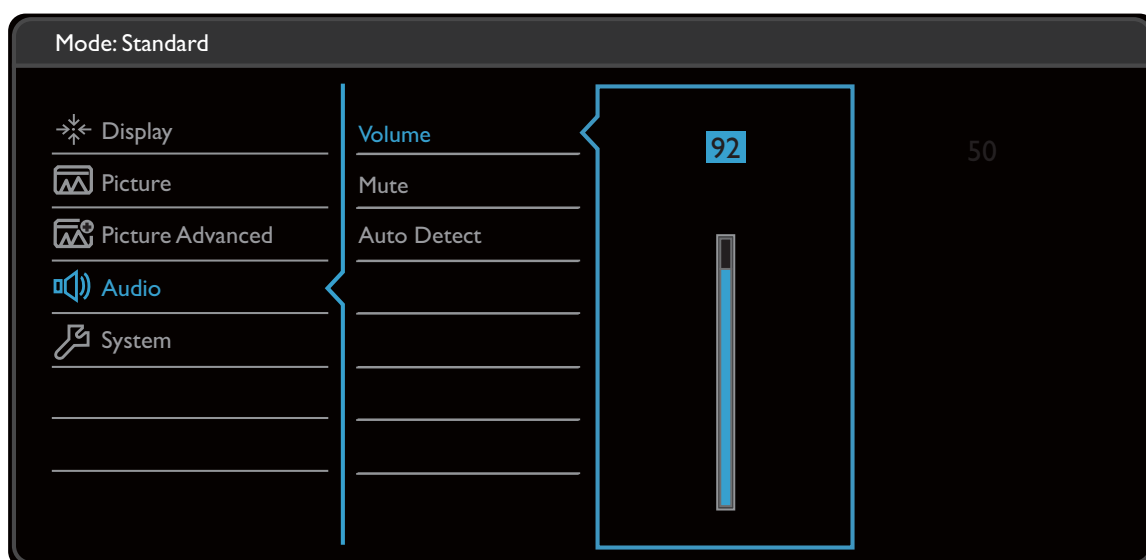 Mode: Standard
Display
Picture
Picture Advanced
Audio
System
Volume
Mute
Auto Detect
92
50